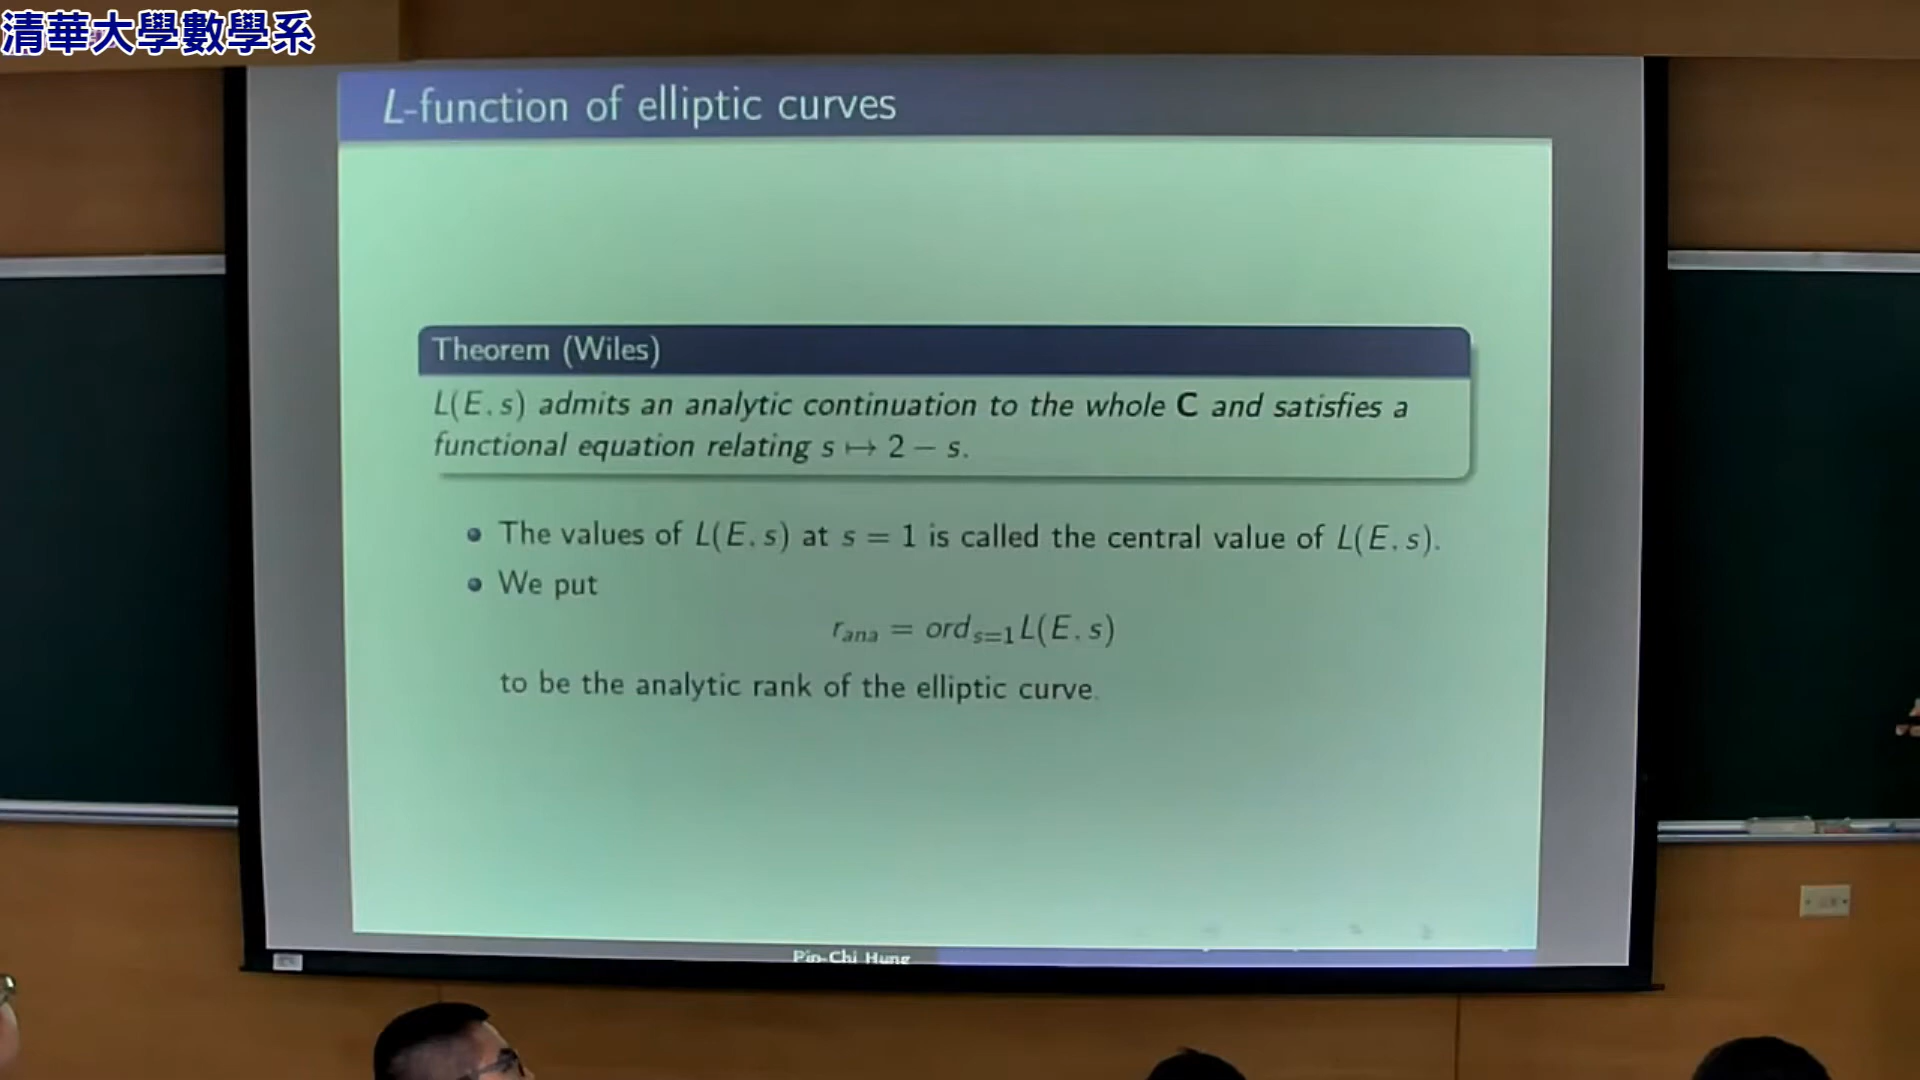 清華大學數學系
L-function of elliptic curves
Theorem (Wiles)
L(E, s) admits an analytic continuation to the whole C and satisfies a
functional equation relating s ↦ 2 − s.
The values of L(E, s) at s = 1 is called the central value of L(E, s).
We put
r_ana = ord_{s=1} L(E, s)
to be the analytic rank of the elliptic curve.
Pin-Chi Hung